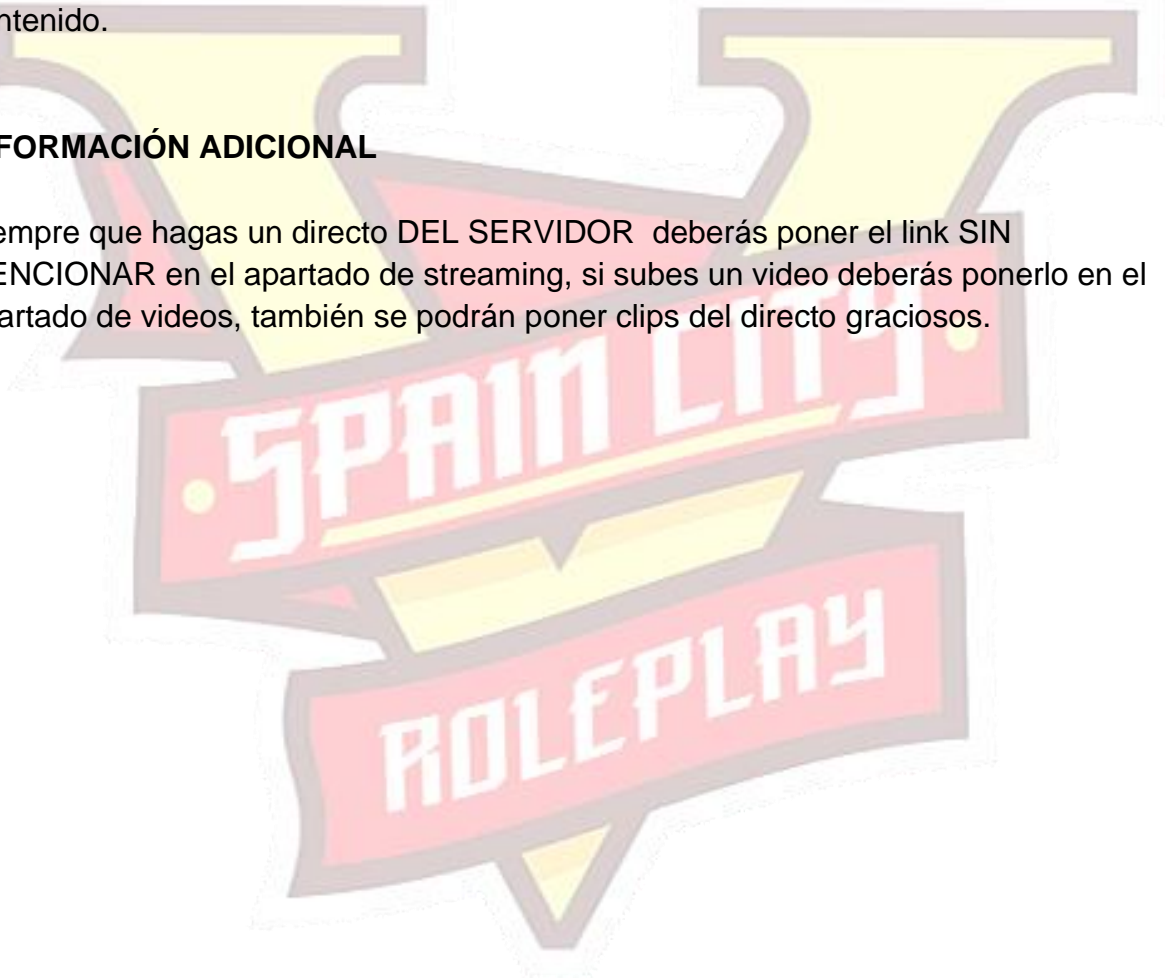 ntenido.
FORMACIÓN ADICIONAL
empre que hagas un directo DEL SERVIDOR deberás poner el link SIN
ENCIONAR en el apartado de streaming, si subes un video deberás ponerlo en el
artado de videos, también se podrán poner clips del directo graciosos.
SPAIN CITY
ROLEPLAY